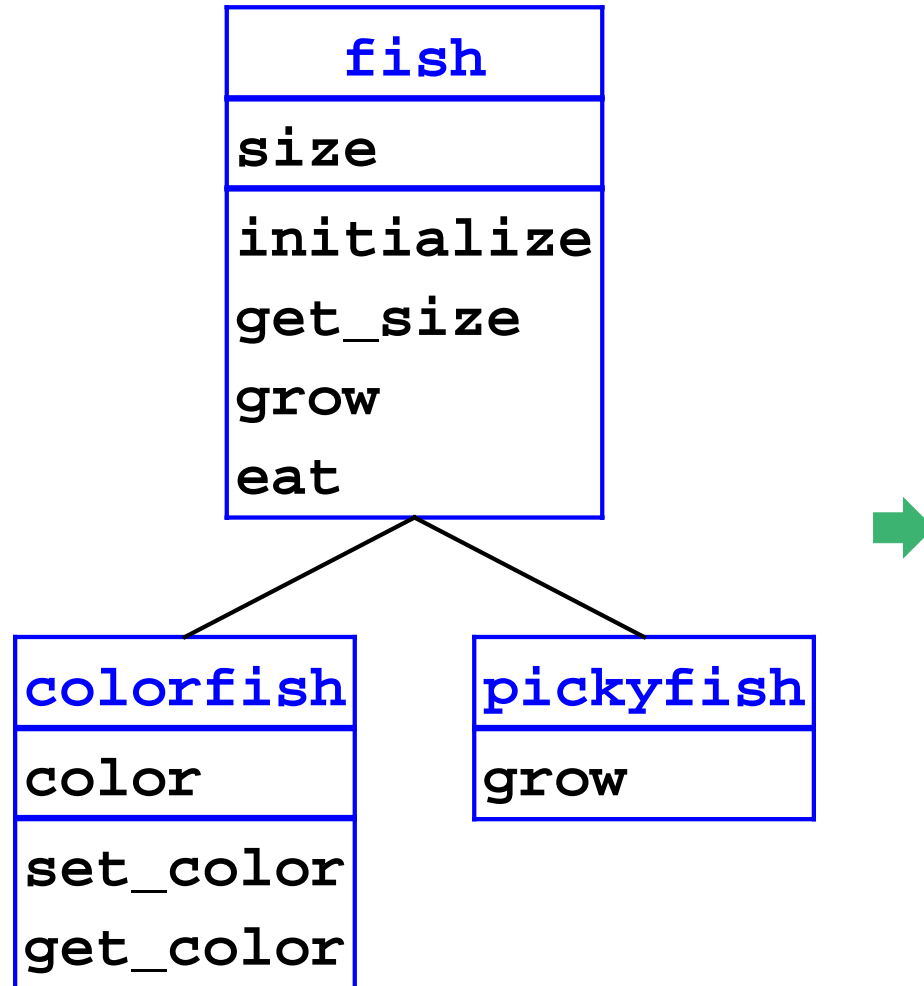 fish
size
initialize
get_size
grow
eat
colorfish
color
set_color
get_color
pickyfish
grow